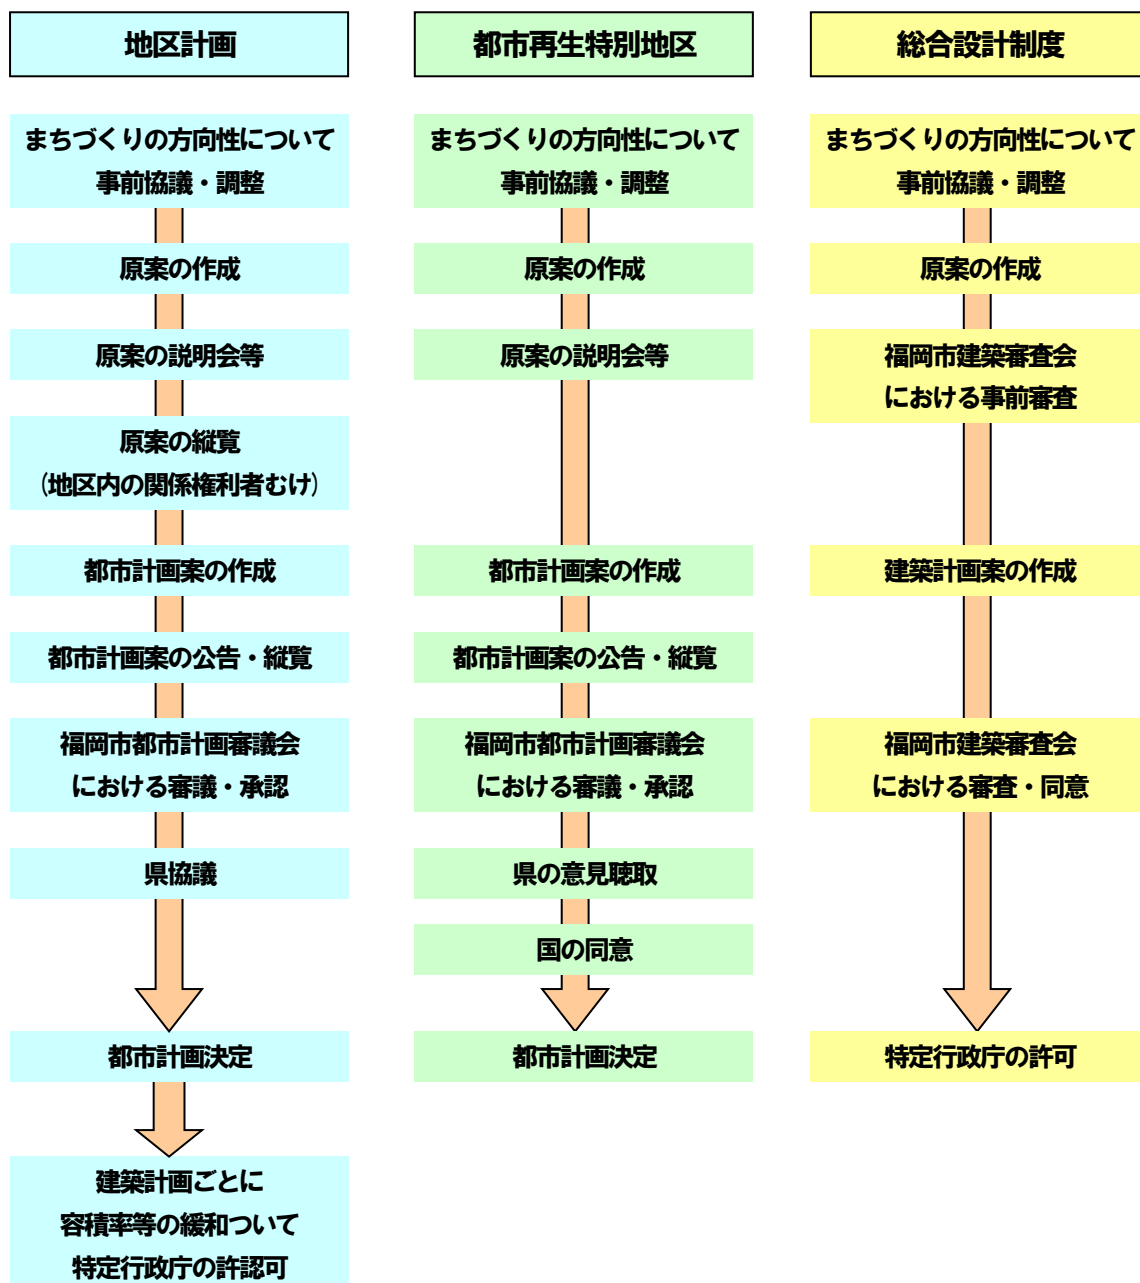 地区計画
まちづくりの方向性について
事前協議・調整
原案の作成
原案の説明会等
原案の縦覧
(地区内の関係権利者むけ)
都市計画案の作成
都市計画案の公告・縦覧
福岡市都市計画審議会
における審議・承認
県協議
都市計画決定
建築計画ごとに
容積率等の緩和ついて
特定行政庁の許認可
都市再生特別地区
まちづくりの方向性について
事前協議・調整
原案の作成
原案の説明会等
都市計画案の作成
都市計画案の公告・縦覧
福岡市都市計画審議会
における審議・承認
県の意見聴取
国の同意
都市計画決定
総合設計制度
まちづくりの方向性について
事前協議・調整
原案の作成
福岡市建築審査会
における事前審査
建築計画案の作成
福岡市建築審査会
における審査・同意
特定行政庁の許可